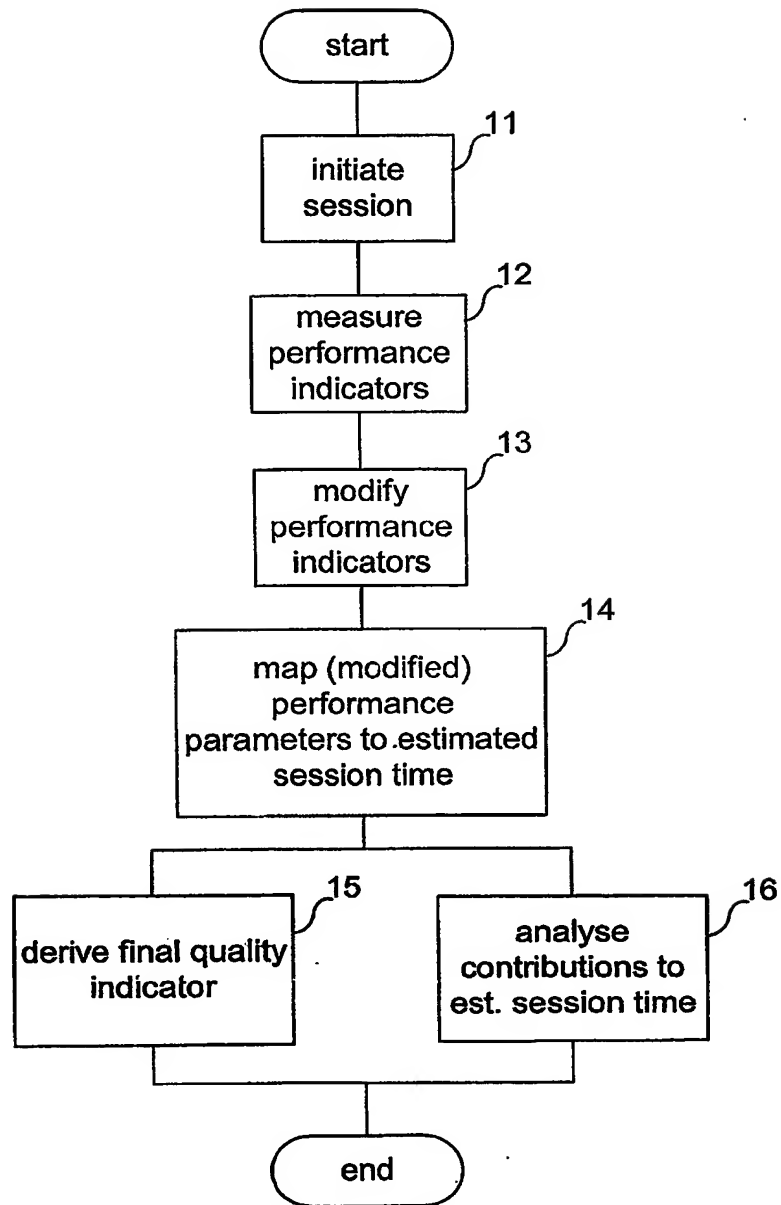 start
11
initiate
session
12
measure
performance
indicators
13
modify
performance
indicators
14
map (modified)
performance
parameters to estimated
session time
15
derive final quality
indicator
16
analyse
contributions to
est. session time
end